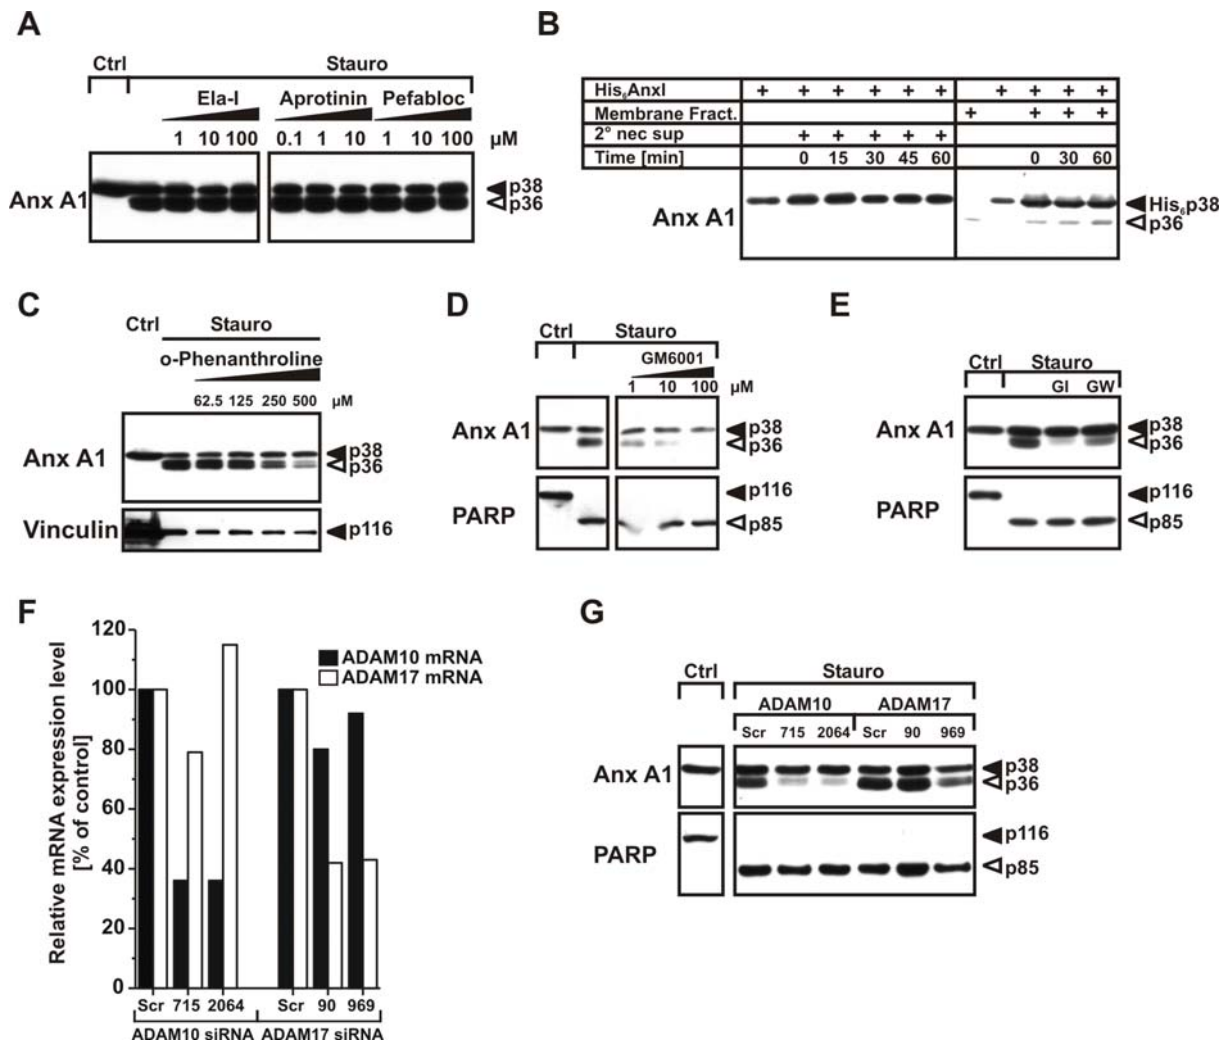 A
Ctrl Stauro
Ela-I Aprotinin Pefabloc
1 10 100 0.1 1 10 1 10 100 µM
Anx A1 p38
p36
B
His₆AnxI + + + + + + + + + +
Membrane Fract. + + + +
2° nec sup + + + + +
Time [min] 0 15 30 45 60 0 30 60
Anx A1 His₆p38
p36
C
Ctrl Stauro
o-Phenanthroline
62.5 125 250 500 µM
Anx A1 p38
p36
Vinculin p116
D
Ctrl Stauro
GM6001
1 10 100 µM
Anx A1 p38
p36
PARP p116
p85
E
Ctrl Stauro
GI GW
Anx A1 p38
p36
PARP p116
p85
F
Relative mRNA expression level
[% of control]
120
100
80
60
40
20
0
ADAM10 mRNA
ADAM17 mRNA
Scr 715 2064 Scr 90 969
ADAM10 siRNA ADAM17 siRNA
G
Ctrl Stauro
ADAM10 ADAM17
Scr 715 2064 Scr 90 969
Anx A1 p38
p36
PARP p116
p85